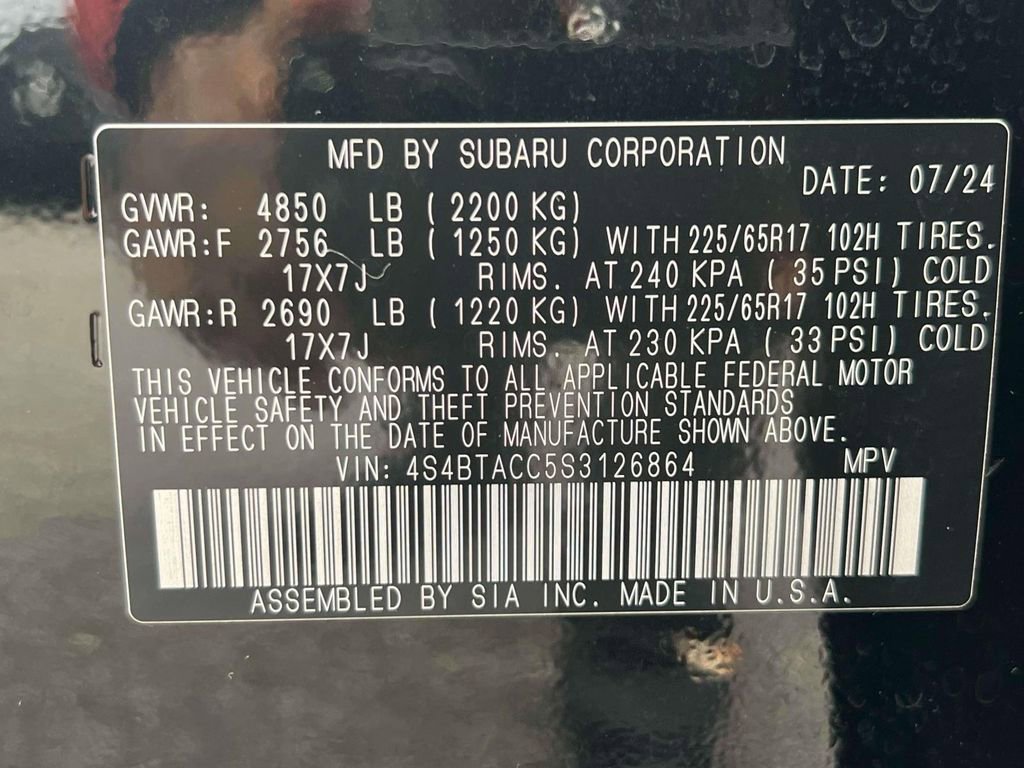 MFD BY SUBARU CORPORATION
DATE: 07/24
GVWR: 4850 LB ( 2200 KG)
GAWR:F 2756 LB ( 1250 KG) WITH 225/65R17 102H TIRES.
17X7J RIMS. AT 240 KPA ( 35 PSI) COLD
GAWR:R 2690 LB ( 1220 KG) WITH 225/65R17 102H TIRES.
17X7J RIMS. AT 230 KPA ( 33 PSI) COLD
THIS VEHICLE CONFORMS TO ALL APPLICABLE FEDERAL MOTOR
VEHICLE SAFETY AND THEFT PREVENTION STANDARDS
IN EFFECT ON THE DATE OF MANUFACTURE SHOWN ABOVE.
VIN: 4S4BTACC5S3126864 MPV
ASSEMBLED BY SIA INC. MADE IN U.S.A.